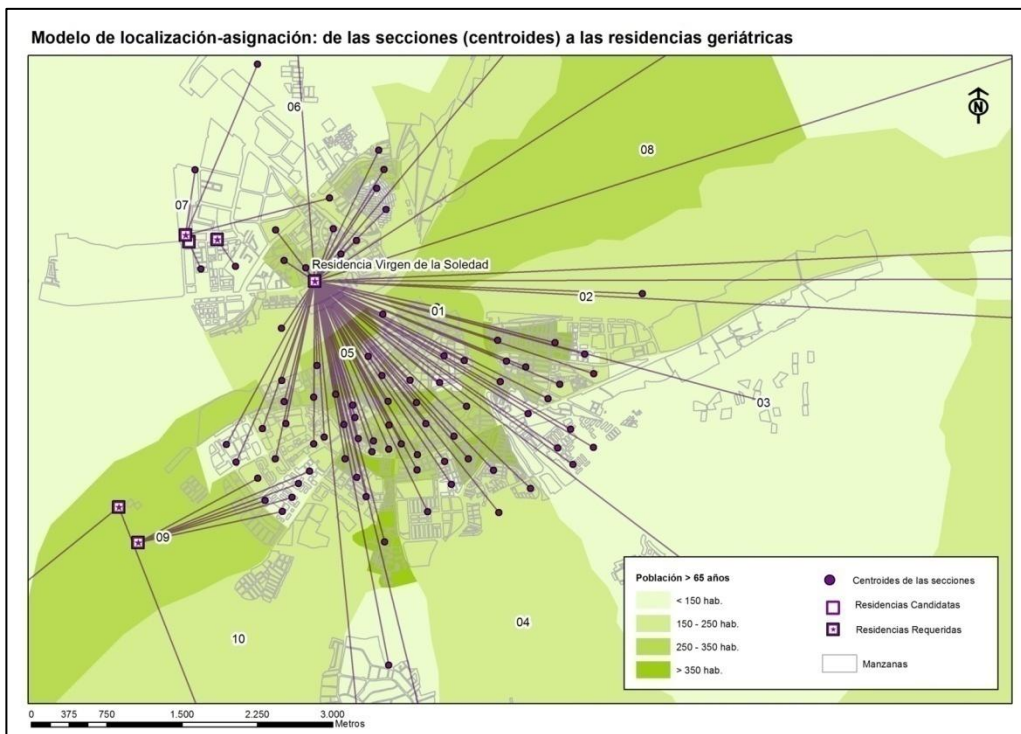 Modelo de localización-asignación: de las secciones (centroides) a las residencias geriátricas
06
N
08
07
Residencia Virgen de la Soledad
02
01
05
03
09
04
10
Población > 65 años
< 150 hab.
150 - 250 hab.
250 - 350 hab.
> 350 hab.
Centroides de las secciones
Residencias Candidatas
Residencias Requeridas
Manzanas
0 375 750 1.500 2.250 3.000
Metros